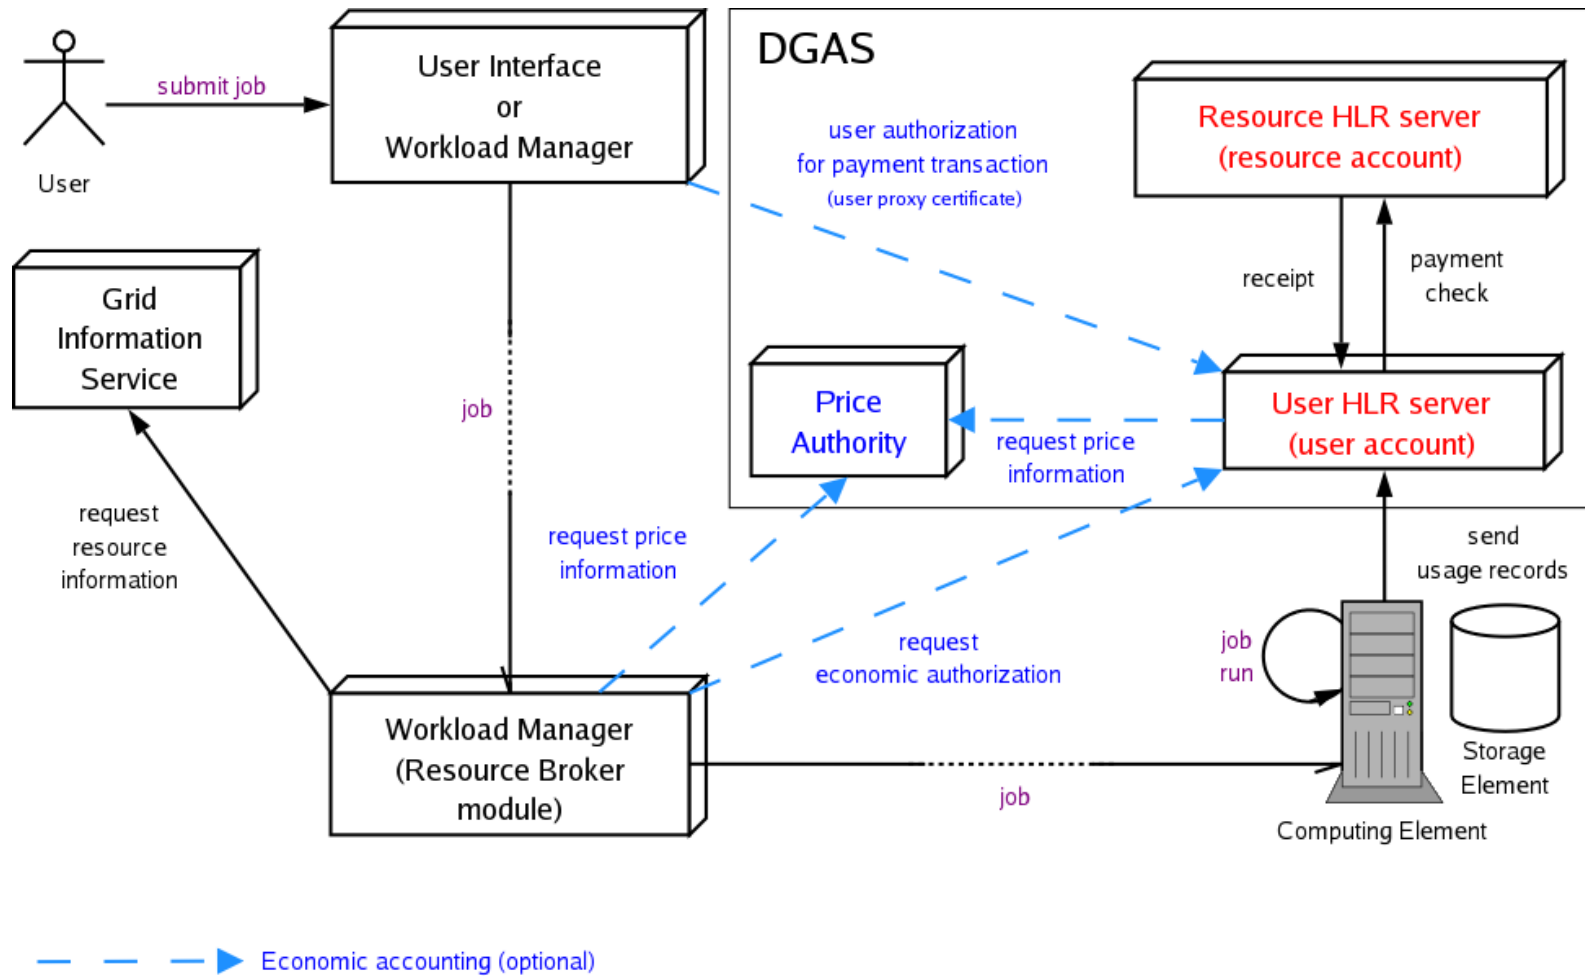 User Interface
or
Workload Manager
submit job
User
DGAS
Resource HLR server
(resource account)
user authorization
for payment transaction
(user proxy certificate)
receipt
payment
check
Grid
Information
Service
job
Price
Authority
request price
information
User HLR server
(user account)
request
resource
information
request price
information
send
usage records
request
economic authorization
job
run
Workload Manager
(Resource Broker
module)
job
Storage
Element
Computing Element
Economic accounting (optional)